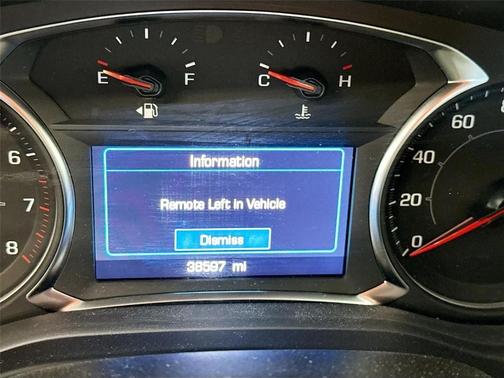 E F C H
60
6
Information
40
7
Remote Left in Vehicle
20
8
Dismiss
0
38597 mi